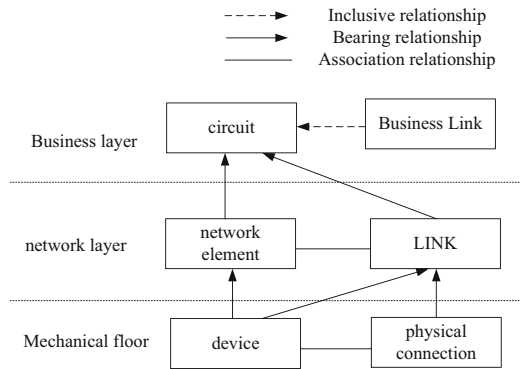 Inclusive relationship
Bearing relationship
Association relationship
Business layer
circuit
Business Link
network layer
network
element
LINK
Mechanical floor
device
physical
connection